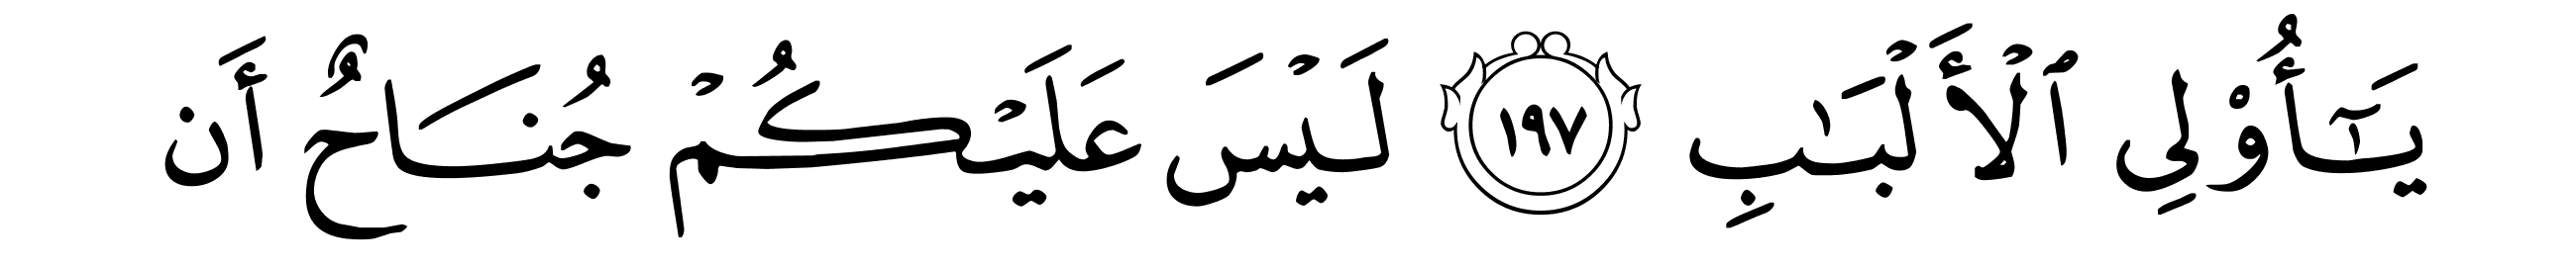 يَـٰٓأُو۟لِى ٱلْأَلْبَـٰبِ ١٩٧ لَيْسَ عَلَيْكُمْ جُنَاحٌ أَن